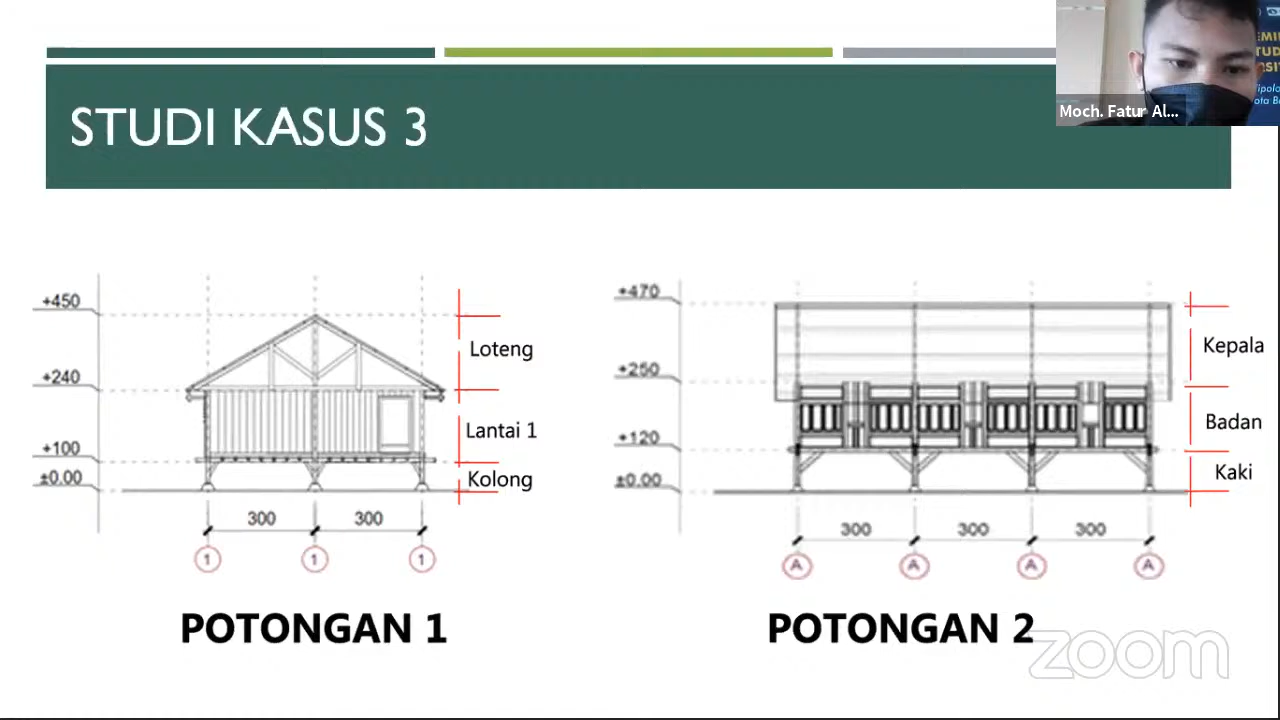 STUDI KASUS 3
Moch. Fatur Al...
+450
+240
+100
±0.00
Loteng
Lantai 1
Kolong
300
300
1
1
1
POTONGAN 1
+470
+250
+120
±0.00
Kepala
Badan
Kaki
300
300
300
A
A
A
A
POTONGAN 2
zoom